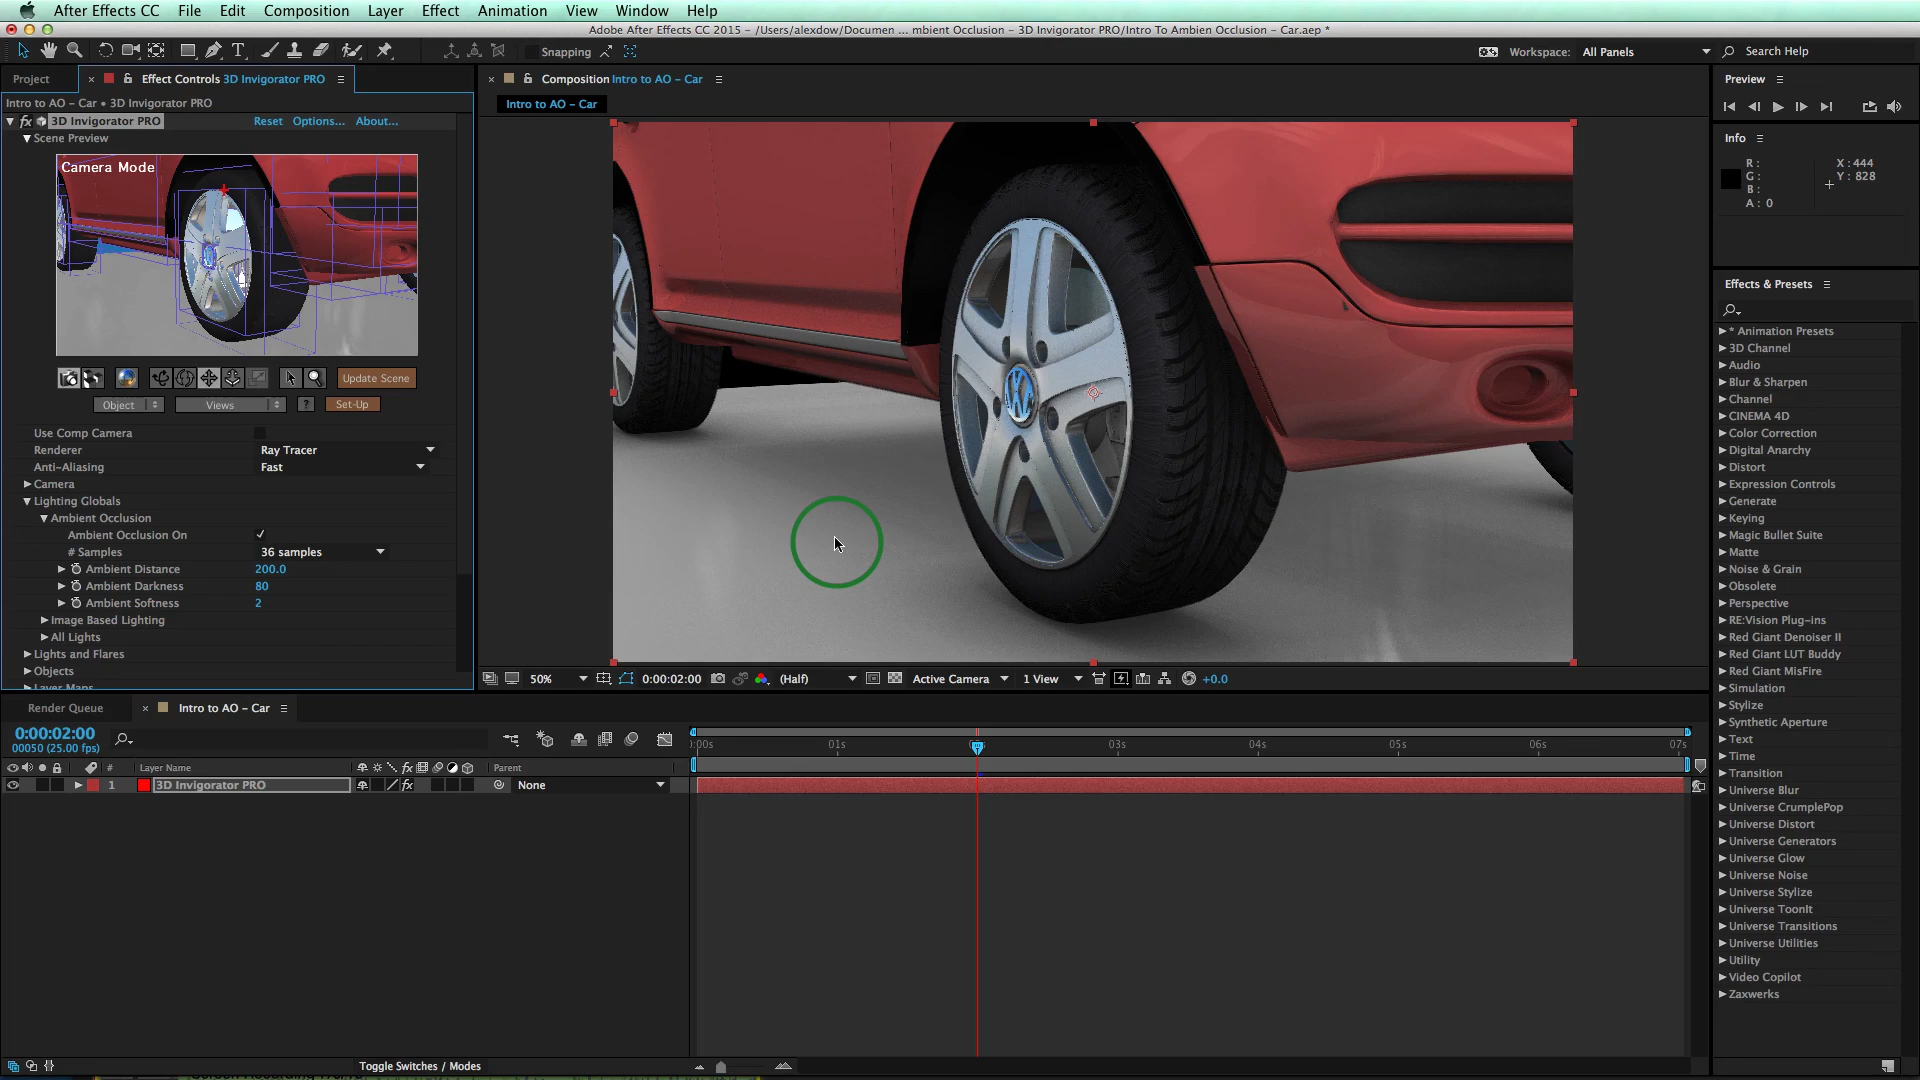 After Effects CC File Edit Composition Layer Effect Animation View Window Help
Adobe After Effects CC 2015 - /Users/alexdow/Documen ... mbient Occlusion - 3D Invigorator PRO/Intro To Ambien Occlusion - Car.aep *
Snapping
Workspace: All Panels
Search Help
Project
Effect Controls 3D Invigorator PRO
Intro to AO - Car • 3D Invigorator PRO
fx 3D Invigorator PRO Reset Options... About...
Scene Preview
Camera Mode
Update Scene
Object Views ? Set-Up
Use Comp Camera
Renderer Ray Tracer
Anti-Aliasing Fast
Camera
Lighting Globals
Ambient Occlusion
Ambient Occlusion On
# Samples 36 samples
Ambient Distance 200.0
Ambient Darkness 80
Ambient Softness 2
Image Based Lighting
All Lights
Lights and Flares
Objects
Layer Maps
Composition Intro to AO - Car
Intro to AO - Car
50% 0:00:02:00 (Half) Active Camera 1 View +0.0
Preview
Info
R:
G:
B:
A: 0
X: 444
Y: 828
Effects & Presets
* Animation Presets
3D Channel
Audio
Blur & Sharpen
Channel
CINEMA 4D
Color Correction
Digital Anarchy
Distort
Expression Controls
Generate
Keying
Magic Bullet Suite
Matte
Noise & Grain
Obsolete
Perspective
RE:Vision Plug-ins
Red Giant Denoiser II
Red Giant LUT Buddy
Red Giant MisFire
Simulation
Stylize
Synthetic Aperture
Text
Time
Transition
Universe Blur
Universe CrumplePop
Universe Distort
Universe Generators
Universe Glow
Universe Noise
Universe Stylize
Universe ToonIt
Universe Transitions
Universe Utilities
Utility
Video Copilot
Zaxwerks
Render Queue
Intro to AO - Car
0:00:02:00
00050 (25.00 fps)
:00s 01s 03s 04s 05s 06s 07s
# Layer Name fx Parent
1 3D Invigorator PRO fx None
Toggle Switches / Modes